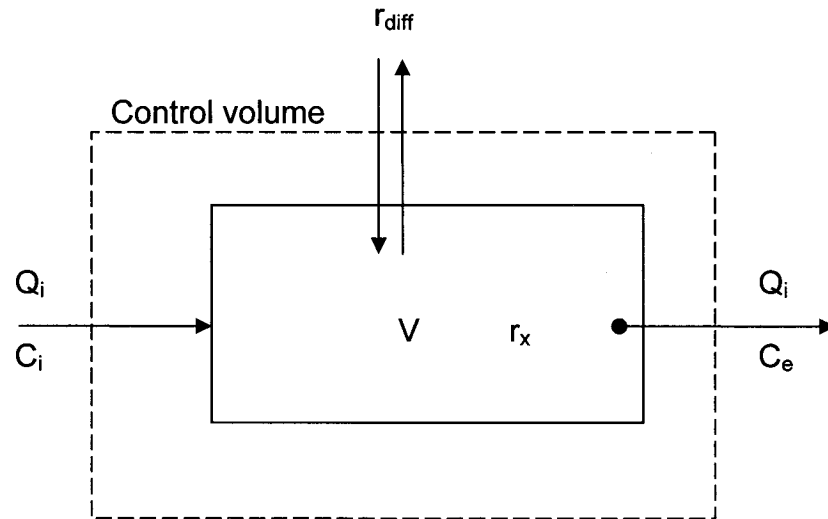 r_diff
Control volume
Q_i
Q_i
V r_x
C_i
C_e